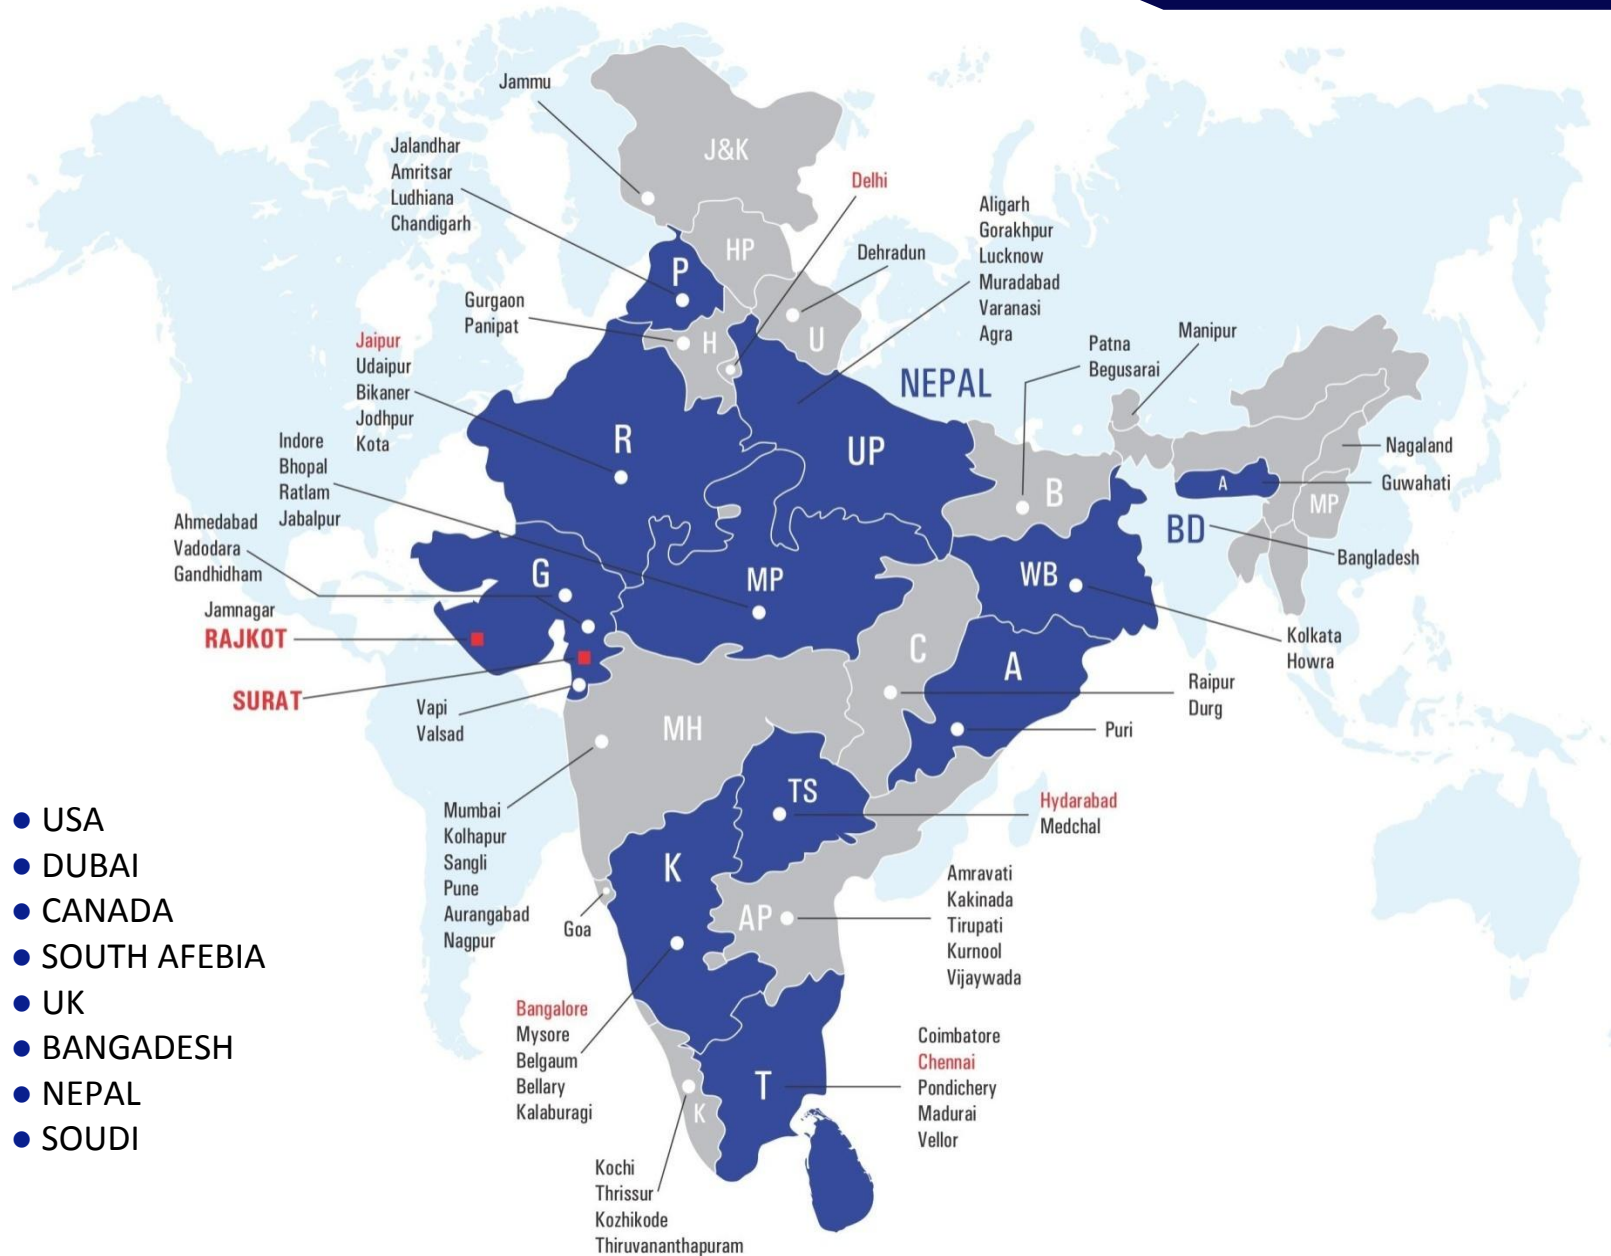 Jammu
J&K
Jalandhar
Amritsar
Ludhiana
Chandigarh
Delhi
HP
Aligarh
Gorakhpur
Lucknow
Muradabad
Varanasi
Agra
Dehradun
P
Gurgaon
Panipat
H
U
Jaipur
Udaipur
Bikaner
Jodhpur
Kota
NEPAL
Patna
Begusarai
Manipur
R
UP
B
Nagaland
Guwahati
A
MP
Indore
Bhopal
Ratlam
Jabalpur
BD
Bangladesh
Ahmedabad
Vadodara
Gandhidham
G
MP
WB
Jamnagar
RAJKOT
SURAT
Kolkata
Howra
C
A
Raipur
Durg
Puri
Vapi
Valsad
MH
TS
Hydarabad
Medchal
Mumbai
Kolhapur
Sangli
Pune
Aurangabad
Nagpur
K
Goa
AP
Amravati
Kakinada
Tirupati
Kurnool
Vijaywada
Bangalore
Mysore
Belgaum
Bellary
Kalaburagi
T
Coimbatore
Chennai
Pondichery
Madurai
Vellor
K
Kochi
Thrissur
Kozhikode
Thiruvananthapuram
• USA
• DUBAI
• CANADA
• SOUTH AFEBIA
• UK
• BANGADESH
• NEPAL
• SOUDI